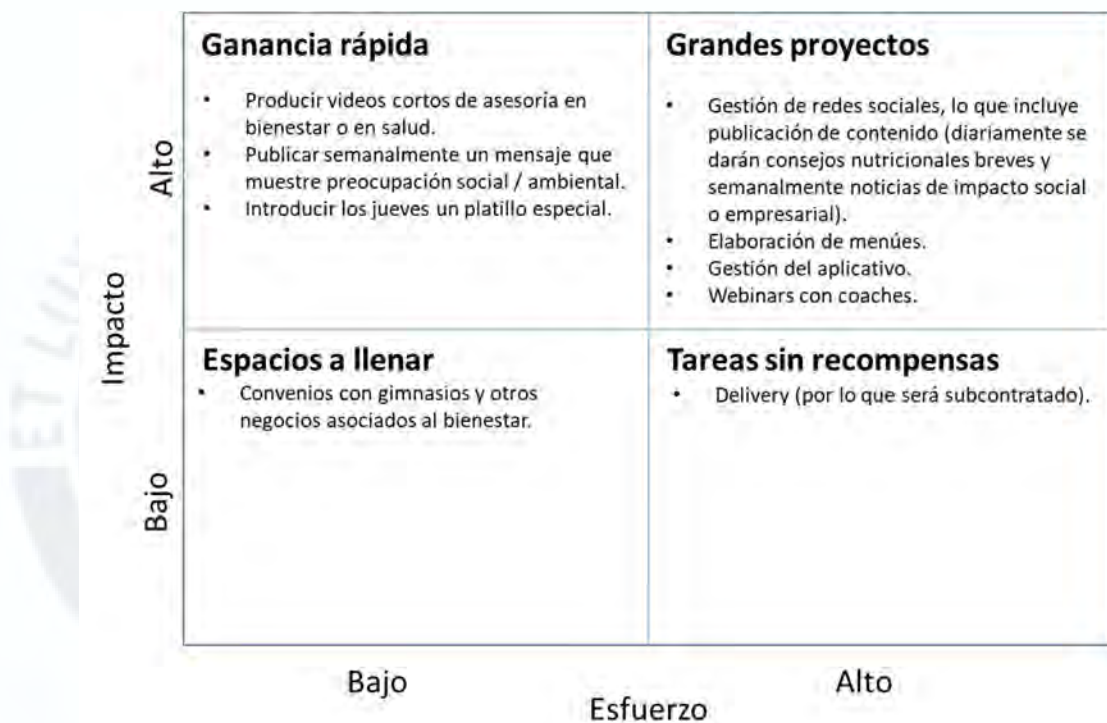 Ganancia rápida
• Producir videos cortos de asesoría en
bienestar o en salud.
• Publicar semanalmente un mensaje que
muestre preocupación social / ambiental.
• Introducir los jueves un platillo especial.
Grandes proyectos
• Gestión de redes sociales, lo que incluye
publicación de contenido (diariamente se
darán consejos nutricionales breves y
semanalmente noticias de impacto social
o empresarial).
• Elaboración de menúes.
• Gestión del aplicativo.
• Webinars con coaches.
Alto
Impacto
Bajo
Espacios a llenar
• Convenios con gimnasios y otros
negocios asociados al bienestar.
Tareas sin recompensas
• Delivery (por lo que será subcontratado).
Bajo
Alto
Esfuerzo
ET